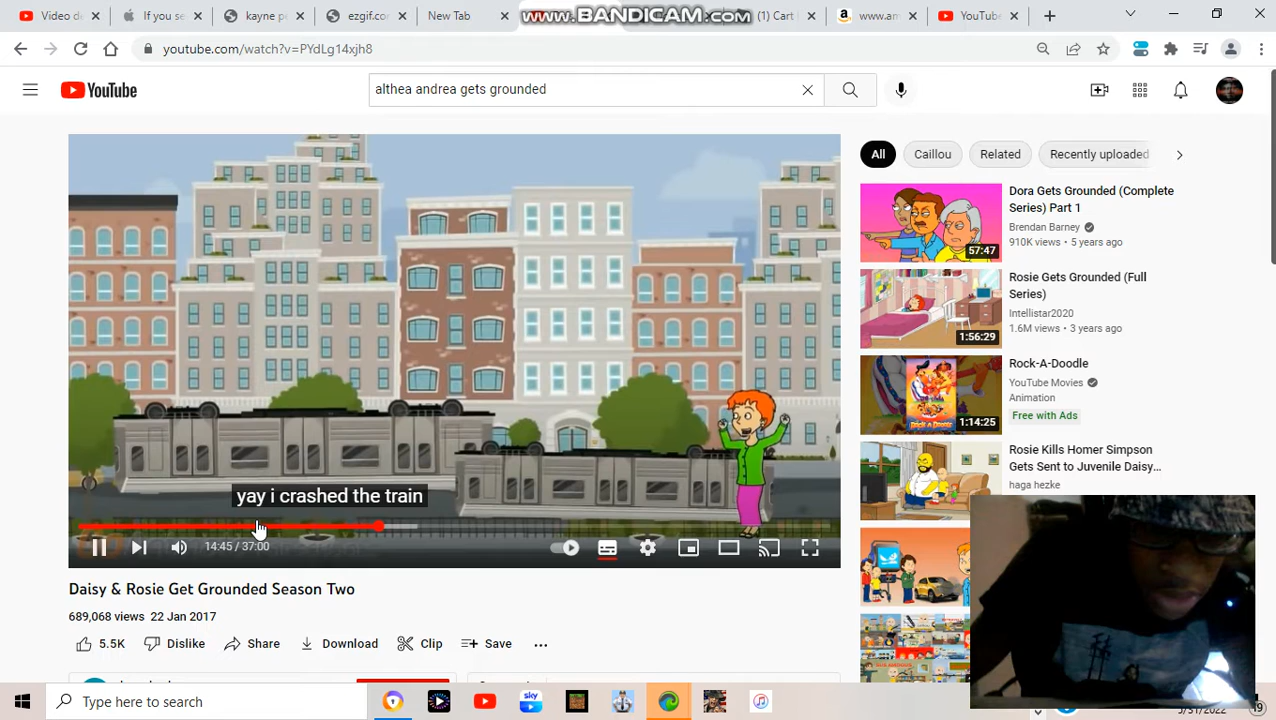 Video d
If you se
kayne p
ezgif.con
New Tab
www.BANDICAM.com
(1) Cart
www.am
YouTube
youtube.com/watch?v=PYdLg14xjh8
YouTube
althea andrea gets grounded
All
Caillou
Related
Recently uploaded
Dora Gets Grounded (Complete
Series) Part 1
Brendan Barney
910K views • 5 years ago
57:47
Rosie Gets Grounded (Full
Series)
Intellistar2020
1.6M views • 3 years ago
1:56:29
Rock-A-Doodle
YouTube Movies
Animation
Free with Ads
1:14:25
Rosie Kills Homer Simpson
Gets Sent to Juvenile Daisy...
haga hezke
yay i crashed the train
14:45 / 37:00
Daisy & Rosie Get Grounded Season Two
689,068 views 22 Jan 2017
5.5K
Dislike
Share
Download
Clip
Save
Type here to search
sky
5/31/2022